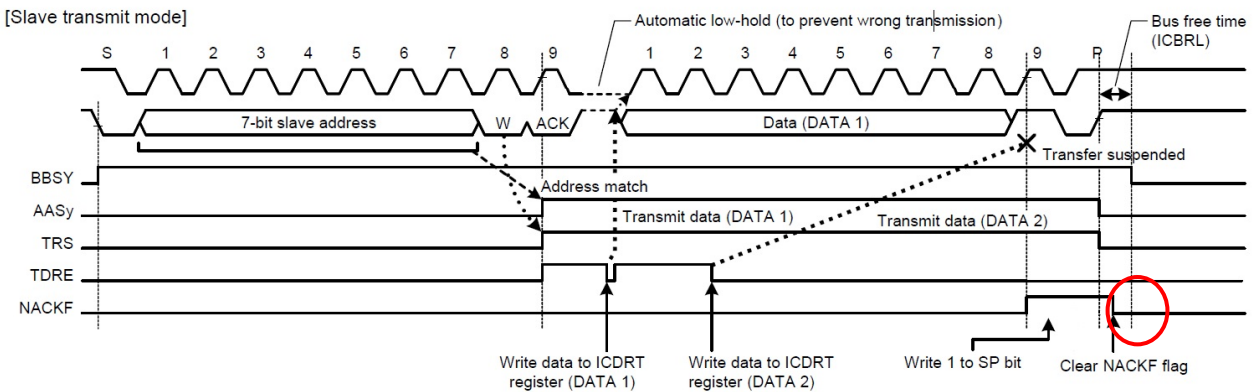 [Slave transmit mode]
Automatic low-hold (to prevent wrong transmission)
Bus free time
(ICBRL)
S 1 2 3 4 5 6 7 8 9 1 2 3 4 5 6 7 8 9 P
7-bit slave address W ACK Data (DATA 1)
Transfer suspended
BBSY
Address match
AASy
Transmit data (DATA 1) Transmit data (DATA 2)
TRS
TDRE
NACKF
Write data to ICDRT
register (DATA 1)
Write data to ICDRT
register (DATA 2)
Write 1 to SP bit
Clear NACKF flag